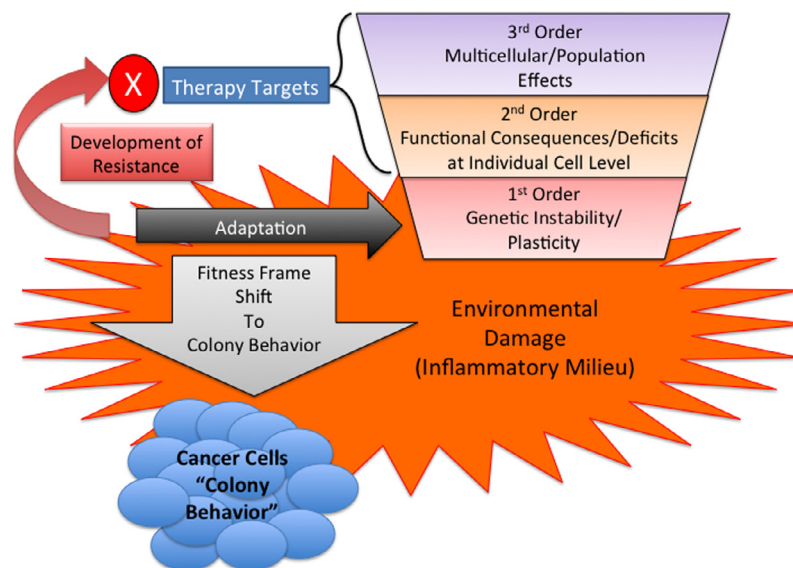 3rd Order
Multicellular/Population
Effects
X
Therapy Targets
2nd Order
Functional Consequences/Deficits
at Individual Cell Level
Development of
Resistance
1st Order
Genetic Instability/
Plasticity
Adaptation
Fitness Frame
Shift
To
Colony Behavior
Environmental
Damage
(Inflammatory Milieu)
Cancer Cells
“Colony
Behavior”